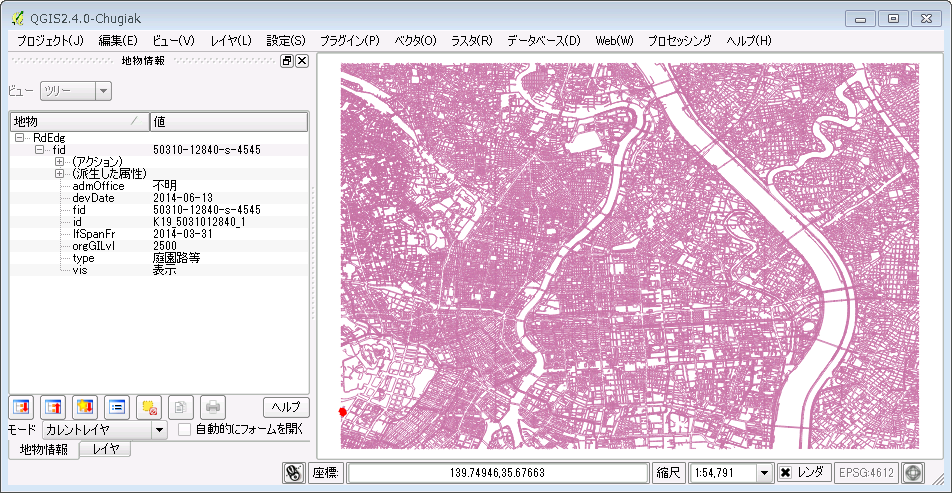 QGIS2.4.0-Chugiak
プロジェクト(J) 編集(E) ビュー(V) レイヤ(L) 設定(S) プラグイン(P) ベクタ(O) ラスタ(R) データベース(D) Web(W) プロセッシング ヘルプ(H)
地物情報
ビュー ツリー
地物 値
RdEdg
fid 50310-12840-s-4545
(アクション)
(派生した属性)
admOffice 不明
devDate 2014-06-13
fid 50310-12840-s-4545
id K19_5031012840_1
lfSpanFr 2014-03-31
orgGILvl 2500
type 庭園路等
vis 表示
ヘルプ
モード カレントレイヤ 自動的にフォームを開く
地物情報 レイヤ
座標: 139.74946,35.67663 縮尺 1:54,791 レンダ EPSG:4612